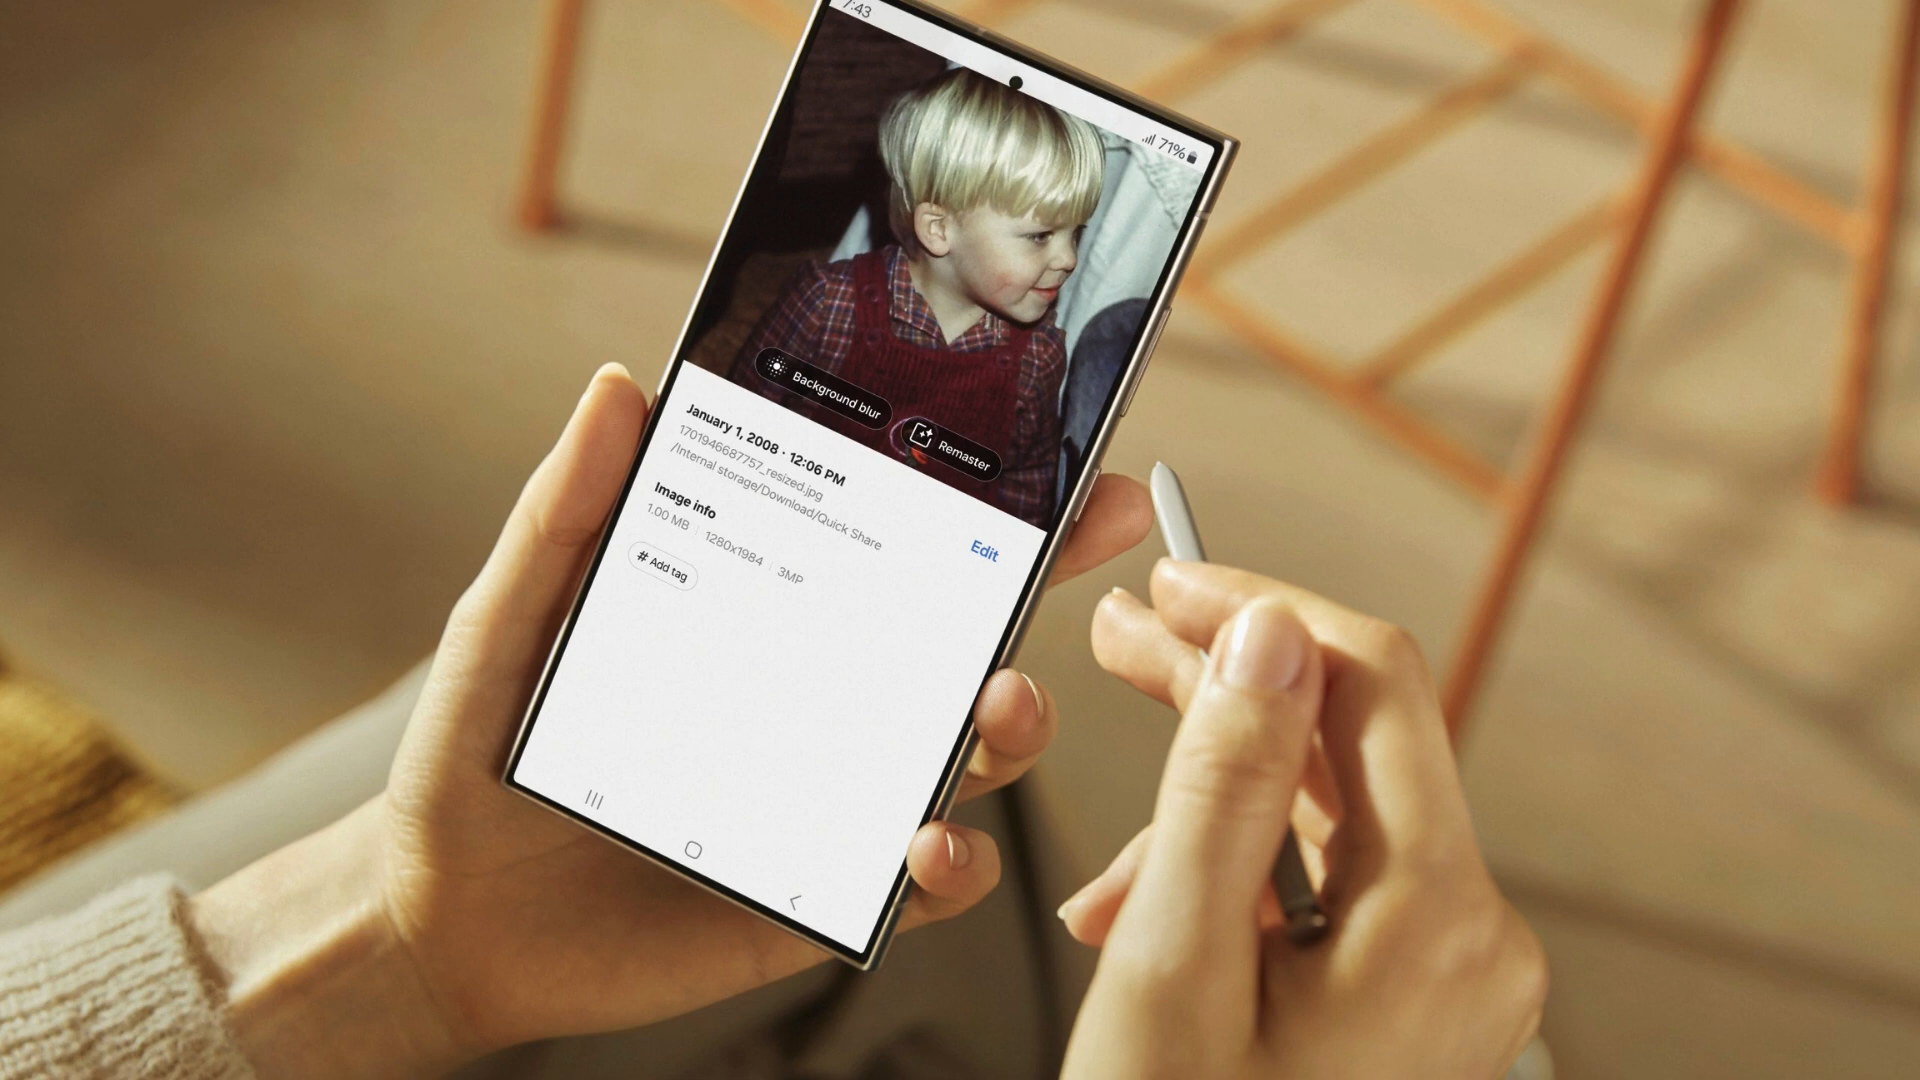 7:43
71%
Background blur
Remaster
January 1, 2008 · 12:06 PM
1701946687757_resized.jpg
/Internal storage/Download/Quick Share
Edit
Image info
1.00 MB | 1280x1984 | 3MP
# Add tag